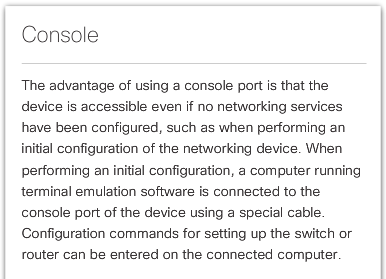 Console
The advantage of using a console port is that the
device is accessible even if no networking services
have been configured, such as when performing an
initial configuration of the networking device. When
performing an initial configuration, a computer running
terminal emulation software is connected to the
console port of the device using a special cable.
Configuration commands for setting up the switch or
router can be entered on the connected computer.